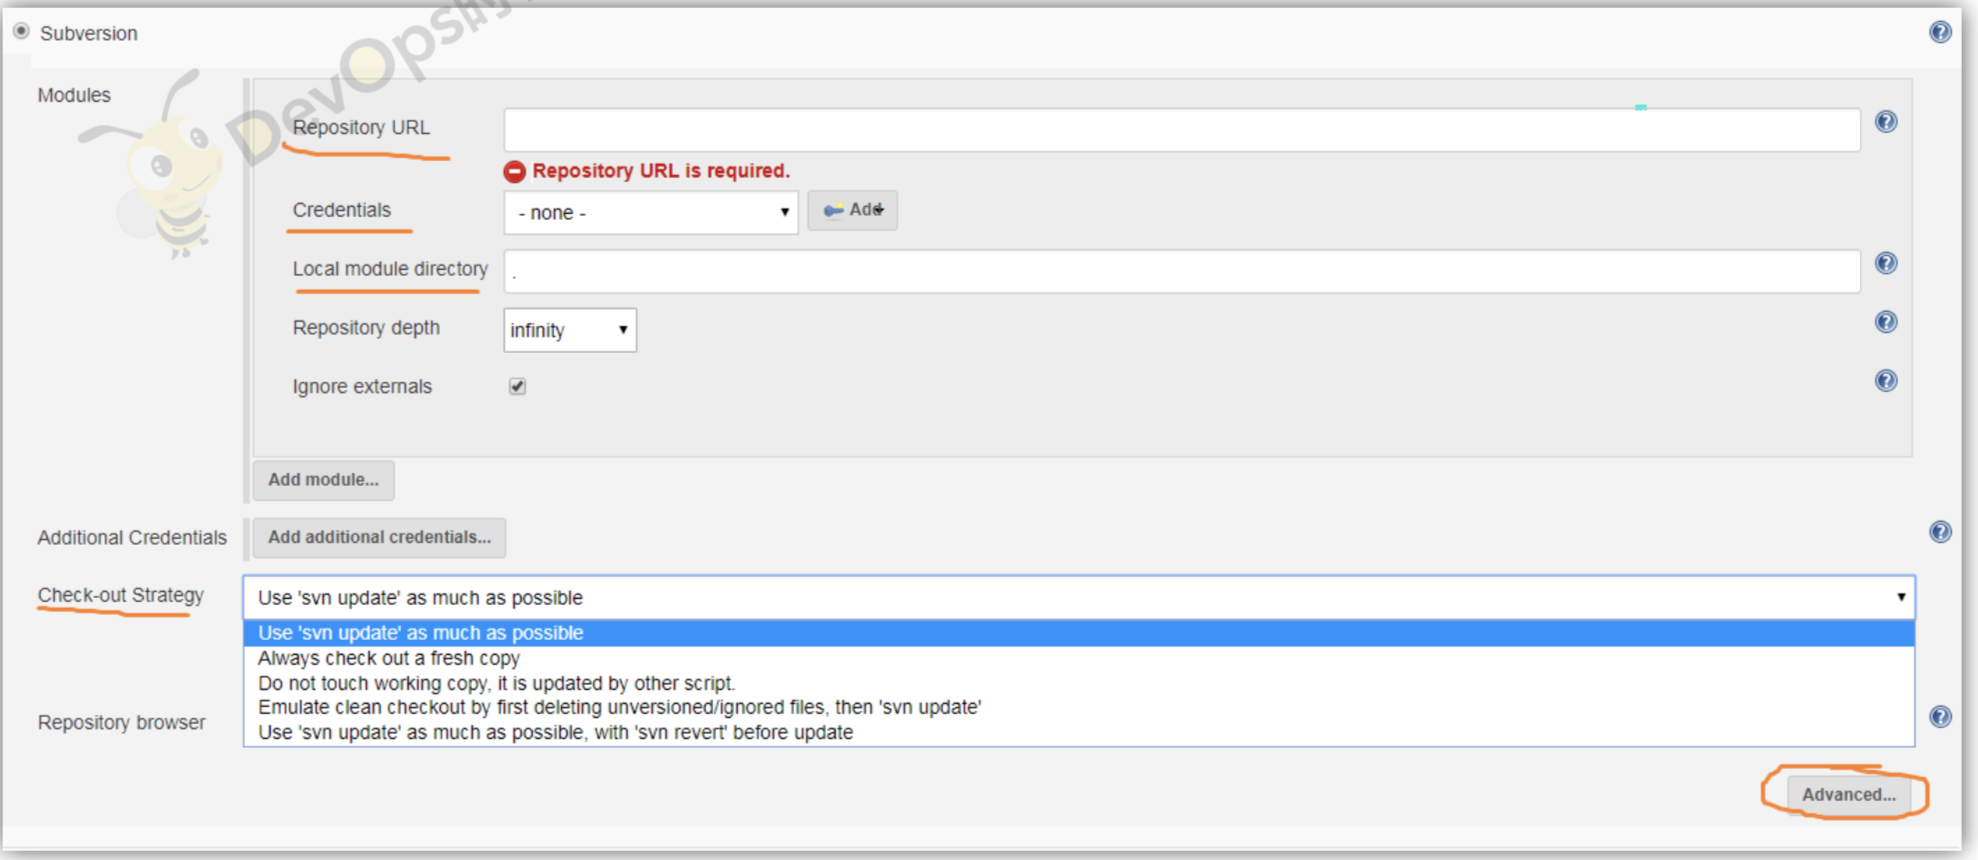 Subversion
Modules
Repository URL
Repository URL is required.
Credentials
- none -
Add
Local module directory
.
Repository depth
infinity
Ignore externals
Add module...
Additional Credentials
Add additional credentials...
Check-out Strategy
Use 'svn update' as much as possible
Use 'svn update' as much as possible
Always check out a fresh copy
Do not touch working copy, it is updated by other script.
Emulate clean checkout by first deleting unversioned/ignored files, then 'svn update'
Use 'svn update' as much as possible, with 'svn revert' before update
Repository browser
Advanced...